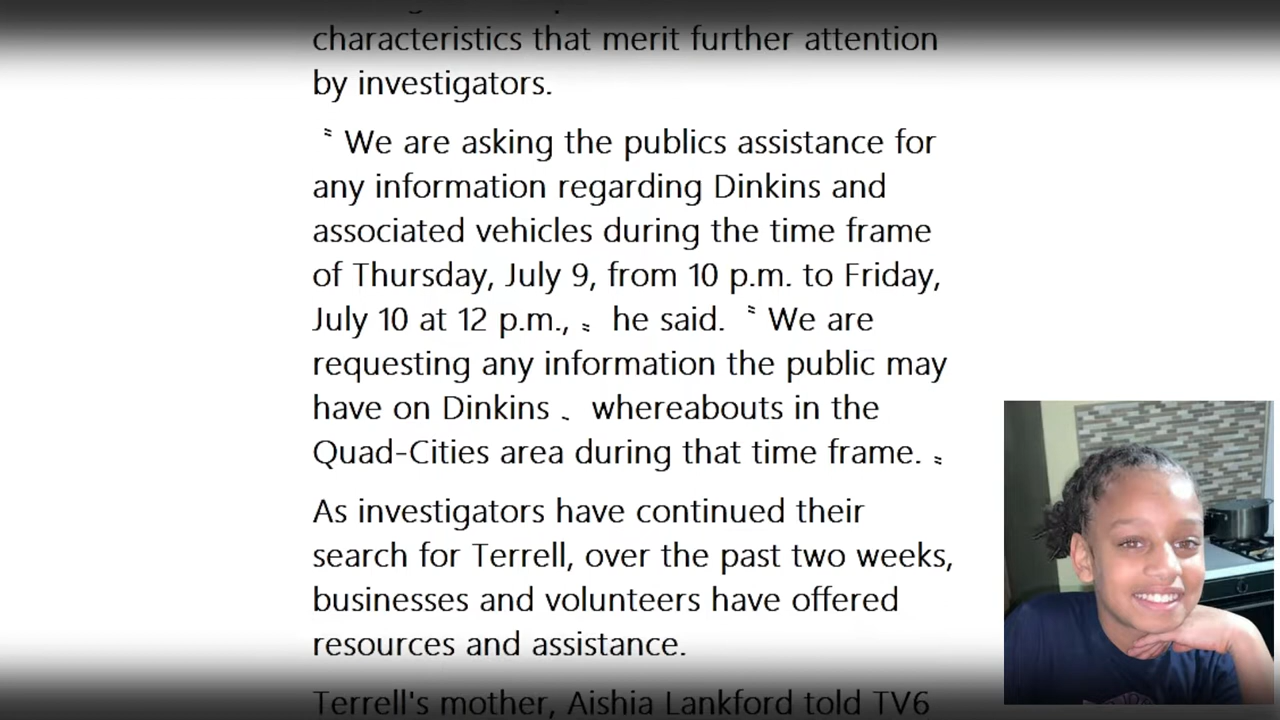 characteristics that merit further attention
by investigators.
〝 We are asking the publics assistance for
any information regarding Dinkins and
associated vehicles during the time frame
of Thursday, July 9, from 10 p.m. to Friday,
July 10 at 12 p.m., 〟 he said. 〝 We are
requesting any information the public may
have on Dinkins 、 whereabouts in the
Quad-Cities area during that time frame. 〟
As investigators have continued their
search for Terrell, over the past two weeks,
businesses and volunteers have offered
resources and assistance.
Terrell's mother, Aishia Lankford told TV6